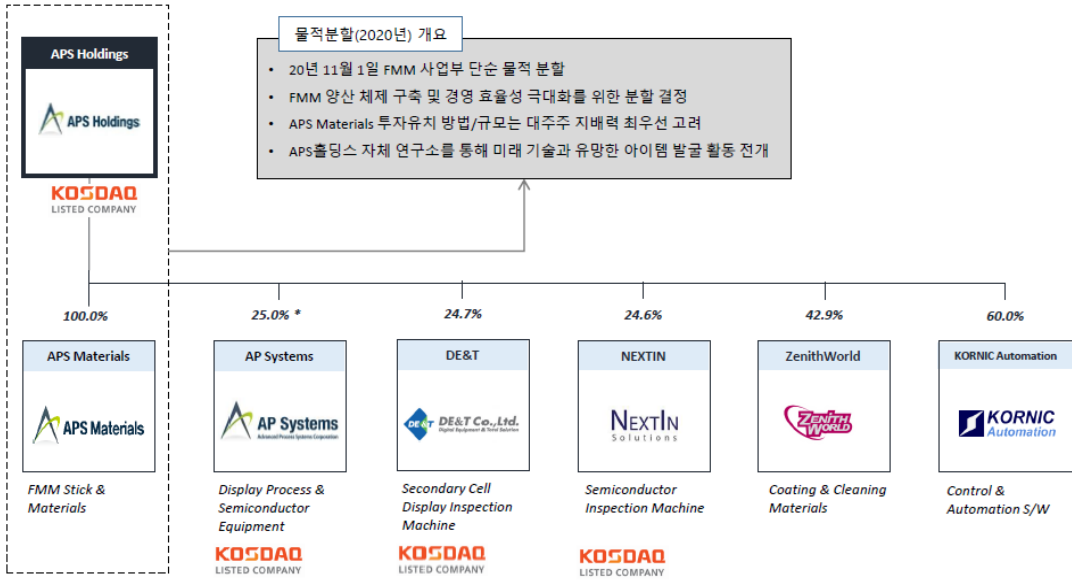 물적분할(2020년) 개요
APS Holdings
APS Holdings
KOSDAQ
LISTED COMPANY
• 20년 11월 1일 FMM 사업부 단순 물적 분할
• FMM 양산 체제 구축 및 경영 효율성 극대화를 위한 분할 결정
• APS Materials 투자유치 방법/규모는 대주주 지배력 최우선 고려
• APS홀딩스 자체 연구소를 통해 미래 기술과 유망한 아이템 발굴 활동 전개
100.0%
25.0% *
24.7%
24.6%
42.9%
60.0%
APS Materials
AP Systems
DE&T
NEXTIN
ZenithWorld
KORNIC Automation
APS Materials
AP Systems
Advanced Process Systems Corporation
DE&T
DE&T Co.,Ltd.
Digital Equipment & Total Solution
NEXTIN
Solutions
ZENITH
WORLD
KORNIC
Automation
FMM Stick &
Materials
Display Process &
Semiconductor
Equipment
KOSDAQ
LISTED COMPANY
Secondary Cell
Display Inspection
Machine
KOSDAQ
LISTED COMPANY
Semiconductor
Inspection Machine
KOSDAQ
LISTED COMPANY
Coating & Cleaning
Materials
Control &
Automation S/W